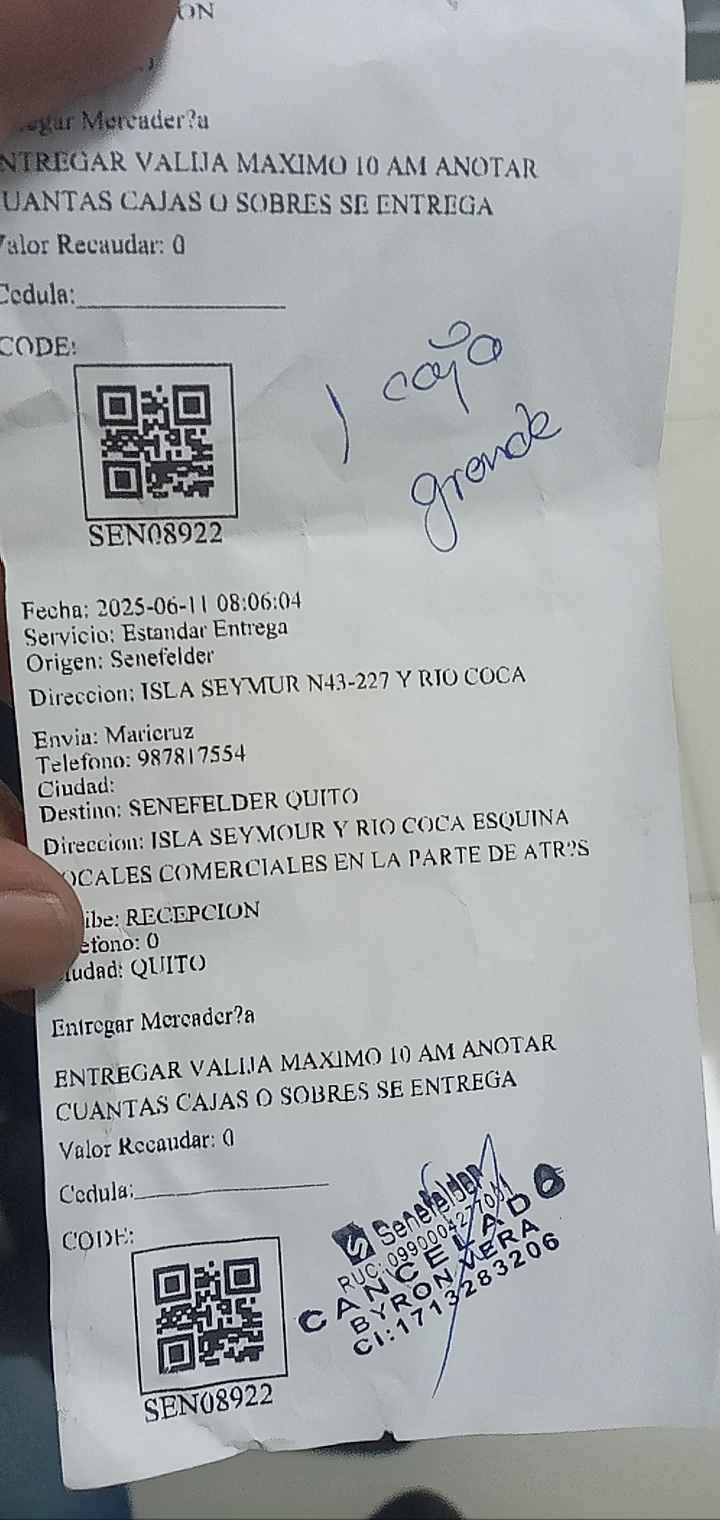 ON
Mercader?a
ENTREGAR VALIJA MAXIMO 10 AM ANOTAR
CUANTAS CAJAS O SOBRES SE ENTREGA
Valor Recaudar: 0
Cedula:
CODE:
1 caja
grande
SEN08922
Fecha: 2025-06-11 08:06:04
Servicio: Estandar Entrega
Origen: Senefelder
Direccion: ISLA SEYMUR N43-227 Y RIO COCA
Envia: Maricruz
Telefono: 987817554
Ciudad:
Destino: SENEFELDER QUITO
Direccion: ISLA SEYMOUR Y RIO COCA ESQUINA
OCALES COMERCIALES EN LA PARTE DE ATR?S
ibe: RECEPCION
efono: 0
iudad: QUITO
Entregar Mercader?a
ENTREGAR VALIJA MAXIMO 10 AM ANOTAR
CUANTAS CAJAS O SOBRES SE ENTREGA
Valor Recaudar: 0
Cedula:
CODE:
Senefelder
RUC:
CANCELADO
BYRON VERA
CI:1713283206
SEN08922